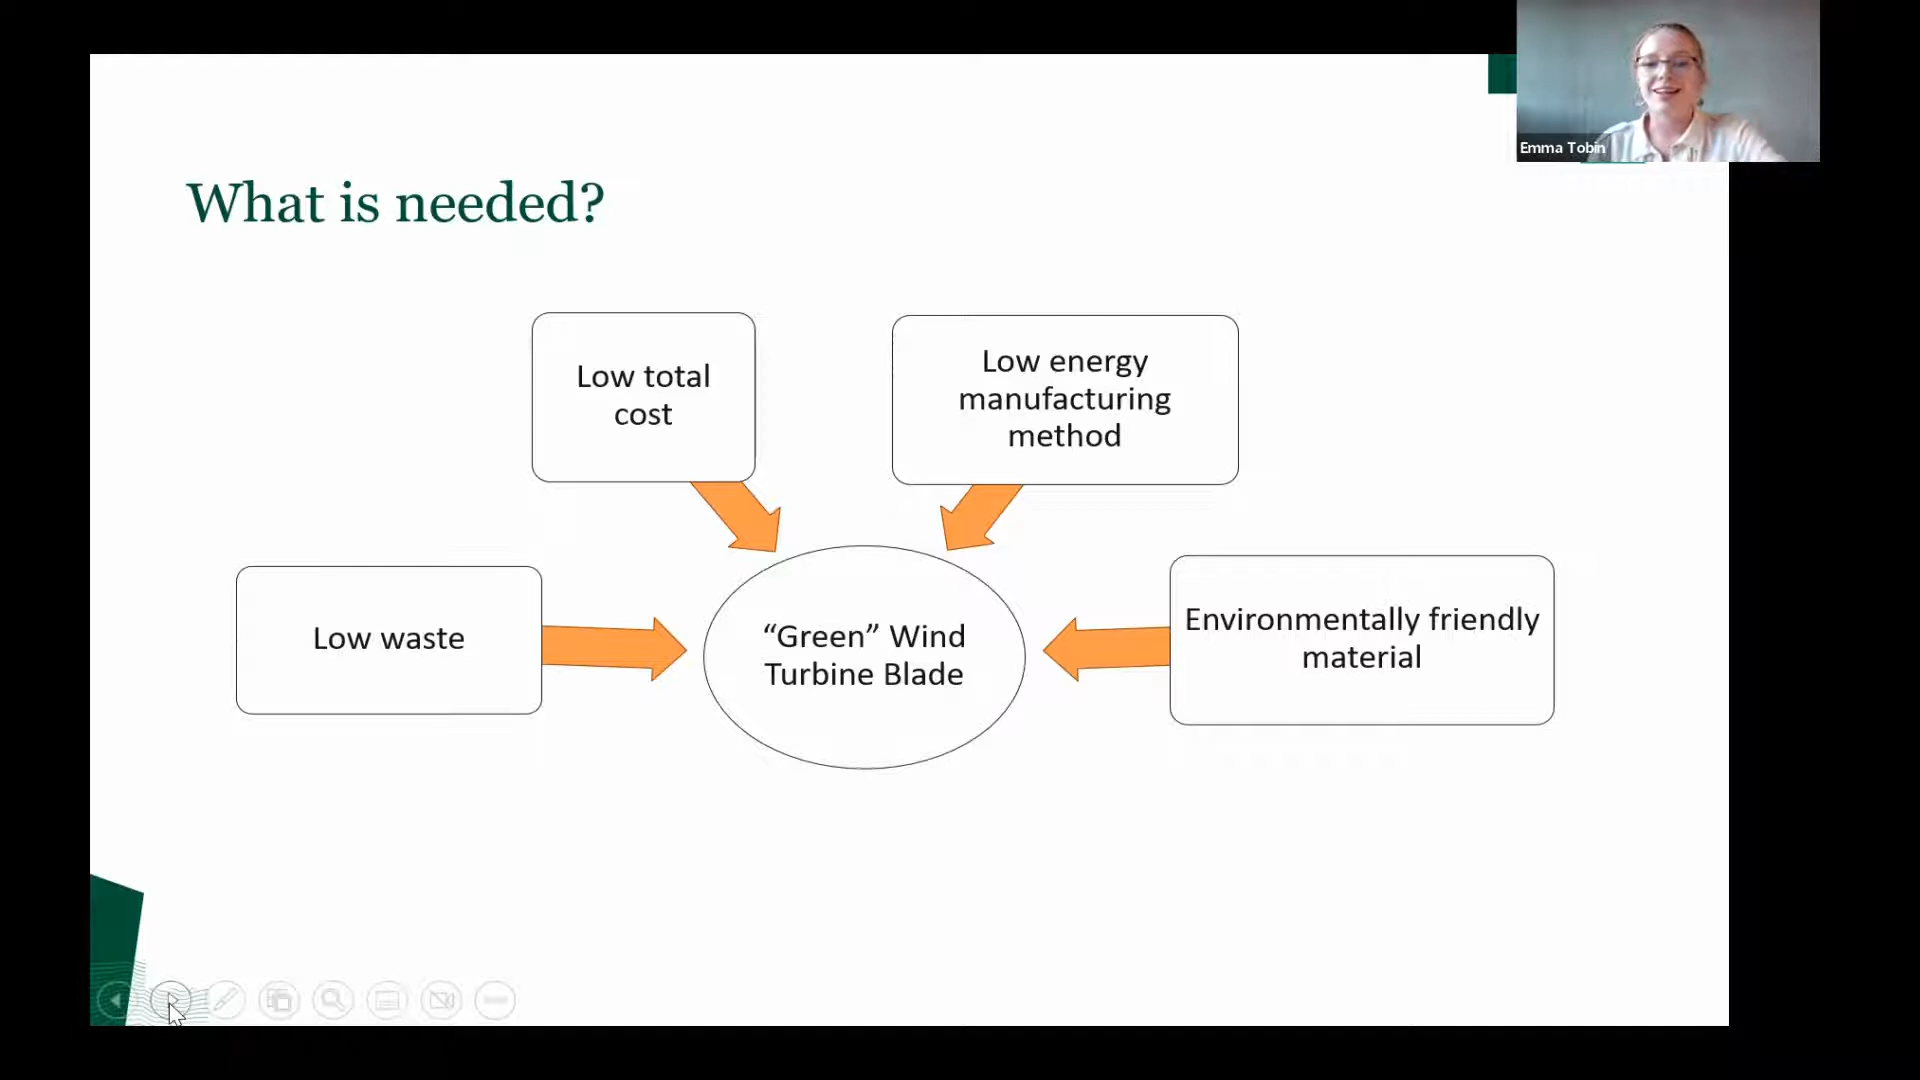 Emma Tobin
What is needed?
Low total
cost
Low energy
manufacturing
method
Low waste
“Green” Wind
Turbine Blade
Environmentally friendly
material